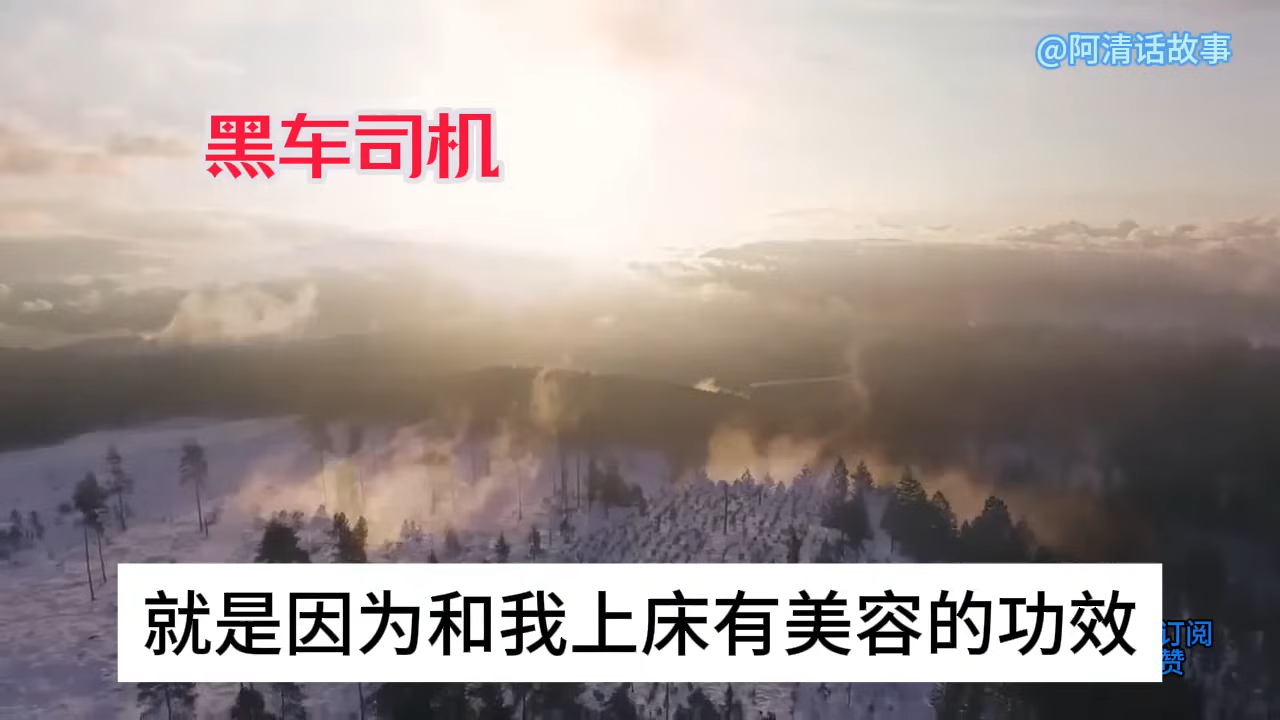 @阿清话故事
黑车司机
就是因为和我上床有美容的功效
订阅
赞